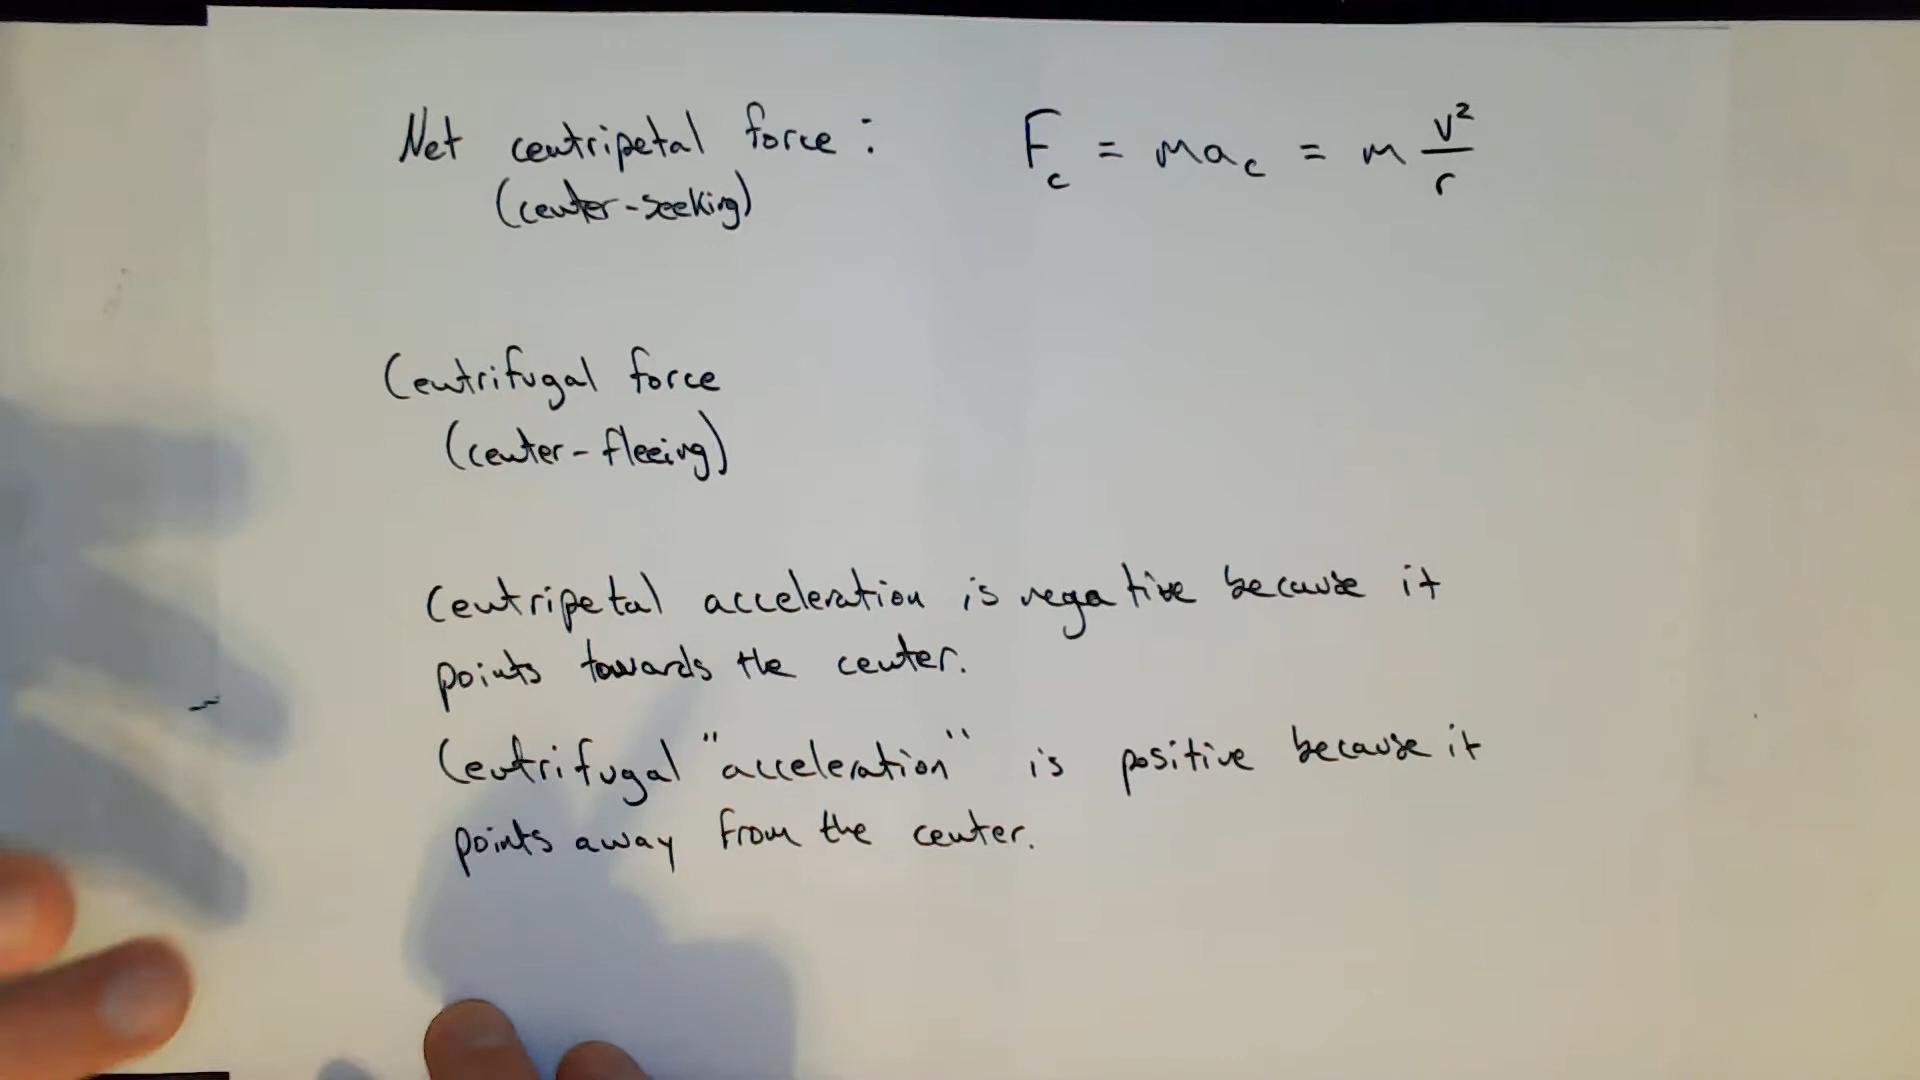 Net centripetal force: F_c = ma_c = m v²/r
(center-seeking)
Centrifugal force
(center-fleeing)
Centripetal acceleration is negative because it
points towards the center.
Centrifugal "acceleration" is positive because it
points away from the center.